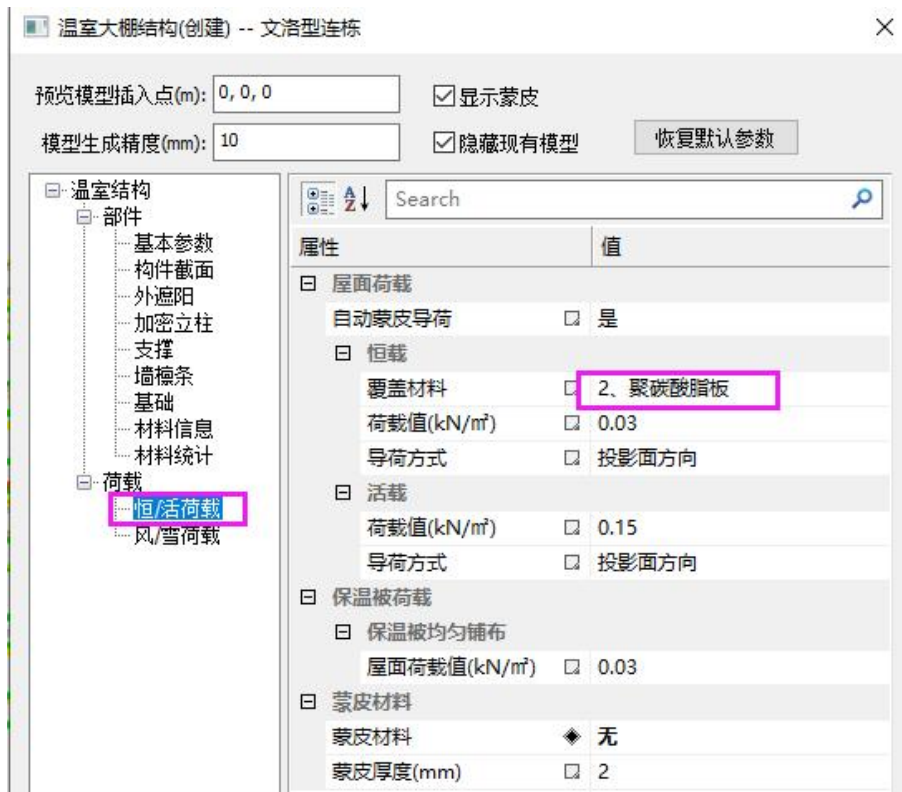 温室大棚结构(创建) -- 文洛型连栋
预览模型插入点(m): 0, 0, 0
显示蒙皮
模型生成精度(mm): 10
隐藏现有模型
恢复默认参数
温室结构
部件
基本参数
构件截面
外遮阳
加密立柱
支撑
墙檩条
基础
材料信息
材料统计
荷载
恒/活荷载
风/雪荷载
Search
属性 值
屋面荷载
自动蒙皮导荷 是
恒载
覆盖材料 2、聚碳酸脂板
荷载值(kN/㎡) 0.03
导荷方式 投影面方向
活载
荷载值(kN/㎡) 0.15
导荷方式 投影面方向
保温被荷载
保温被均匀铺布
屋面荷载值(kN/㎡) 0.03
蒙皮材料
蒙皮材料 无
蒙皮厚度(mm) 2